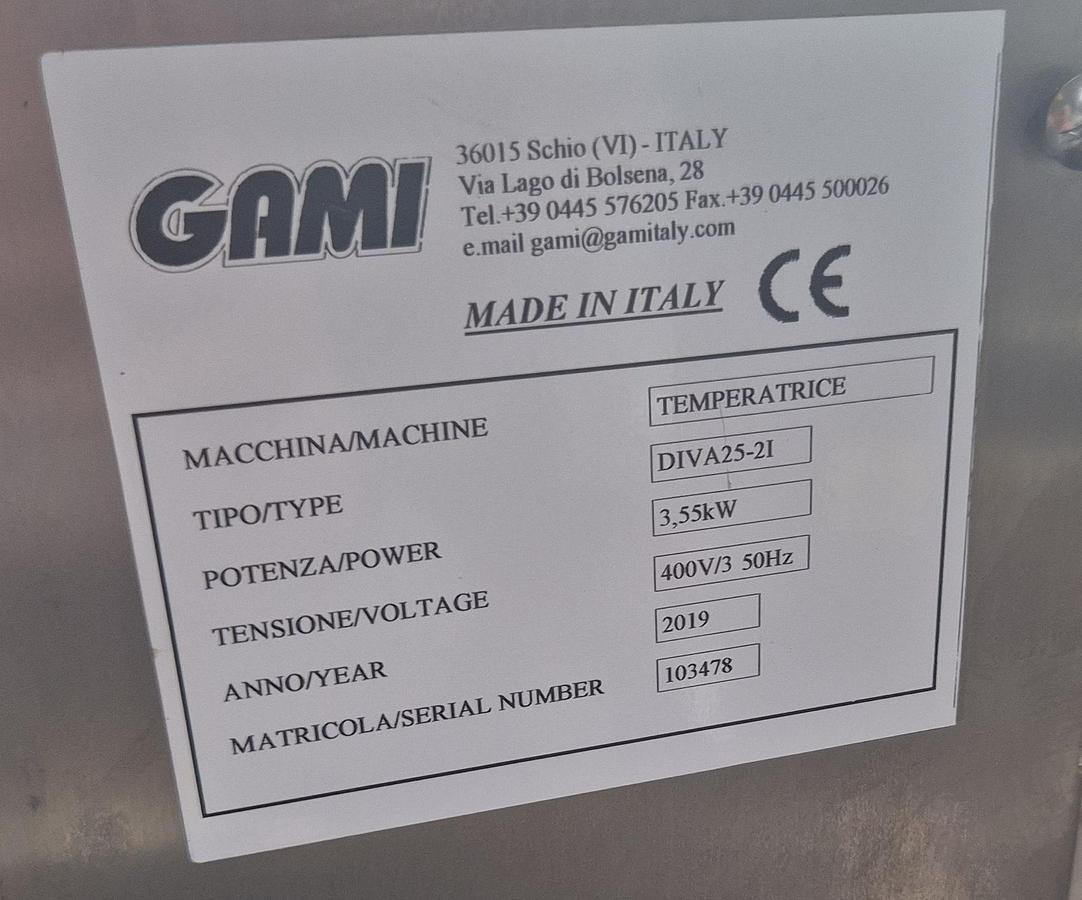 GAMI
36015 Schio (VI) - ITALY
Via Lago di Bolsena, 28
Tel.+39 0445 576205 Fax.+39 0445 500026
e.mail gami@gamitaly.com
MADE IN ITALY CE
MACCHINA/MACHINE TEMPERATRICE
TIPO/TYPE DIVA25-2I
POTENZA/POWER 3,55kW
TENSIONE/VOLTAGE 400V/3 50Hz
ANNO/YEAR 2019
MATRICOLA/SERIAL NUMBER 103478